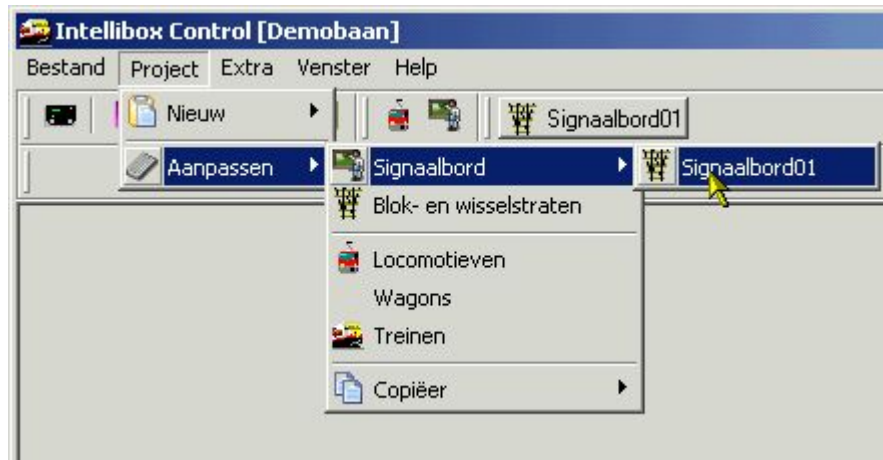 Intellibox Control [Demobaan]
Bestand Project Extra Venster Help
Nieuw Signaalbord01
Aanpassen Signaalbord Signaalbord01
Blok- en wisselstraten
Locomotieven
Wagons
Treinen
Copiëer